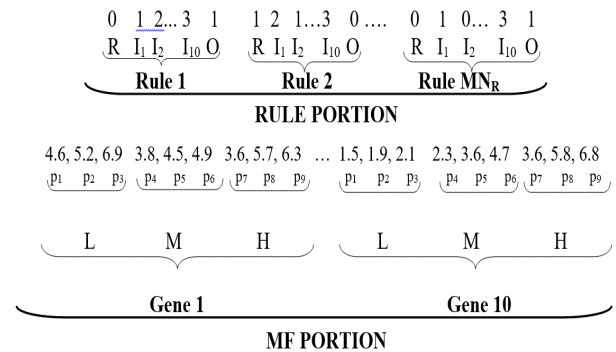 0 1 2... 3 1 1 2 1...3 0 .... 0 1 0... 3 1
R I₁ I₂ I₁₀ O R I₁ I₂ I₁₀ O R I₁ I₂ I₁₀ O
Rule 1 Rule 2 Rule MN_R
RULE PORTION
4.6, 5.2, 6.9 3.8, 4.5, 4.9 3.6, 5.7, 6.3 ... 1.5, 1.9, 2.1 2.3, 3.6, 4.7 3.6, 5.8, 6.8
p₁ p₂ p₃ p₄ p₅ p₆ p₇ p₈ p₉ p₁ p₂ p₃ p₄ p₅ p₆ p₇ p₈ p₉
L M H L M H
Gene 1 Gene 10
MF PORTION